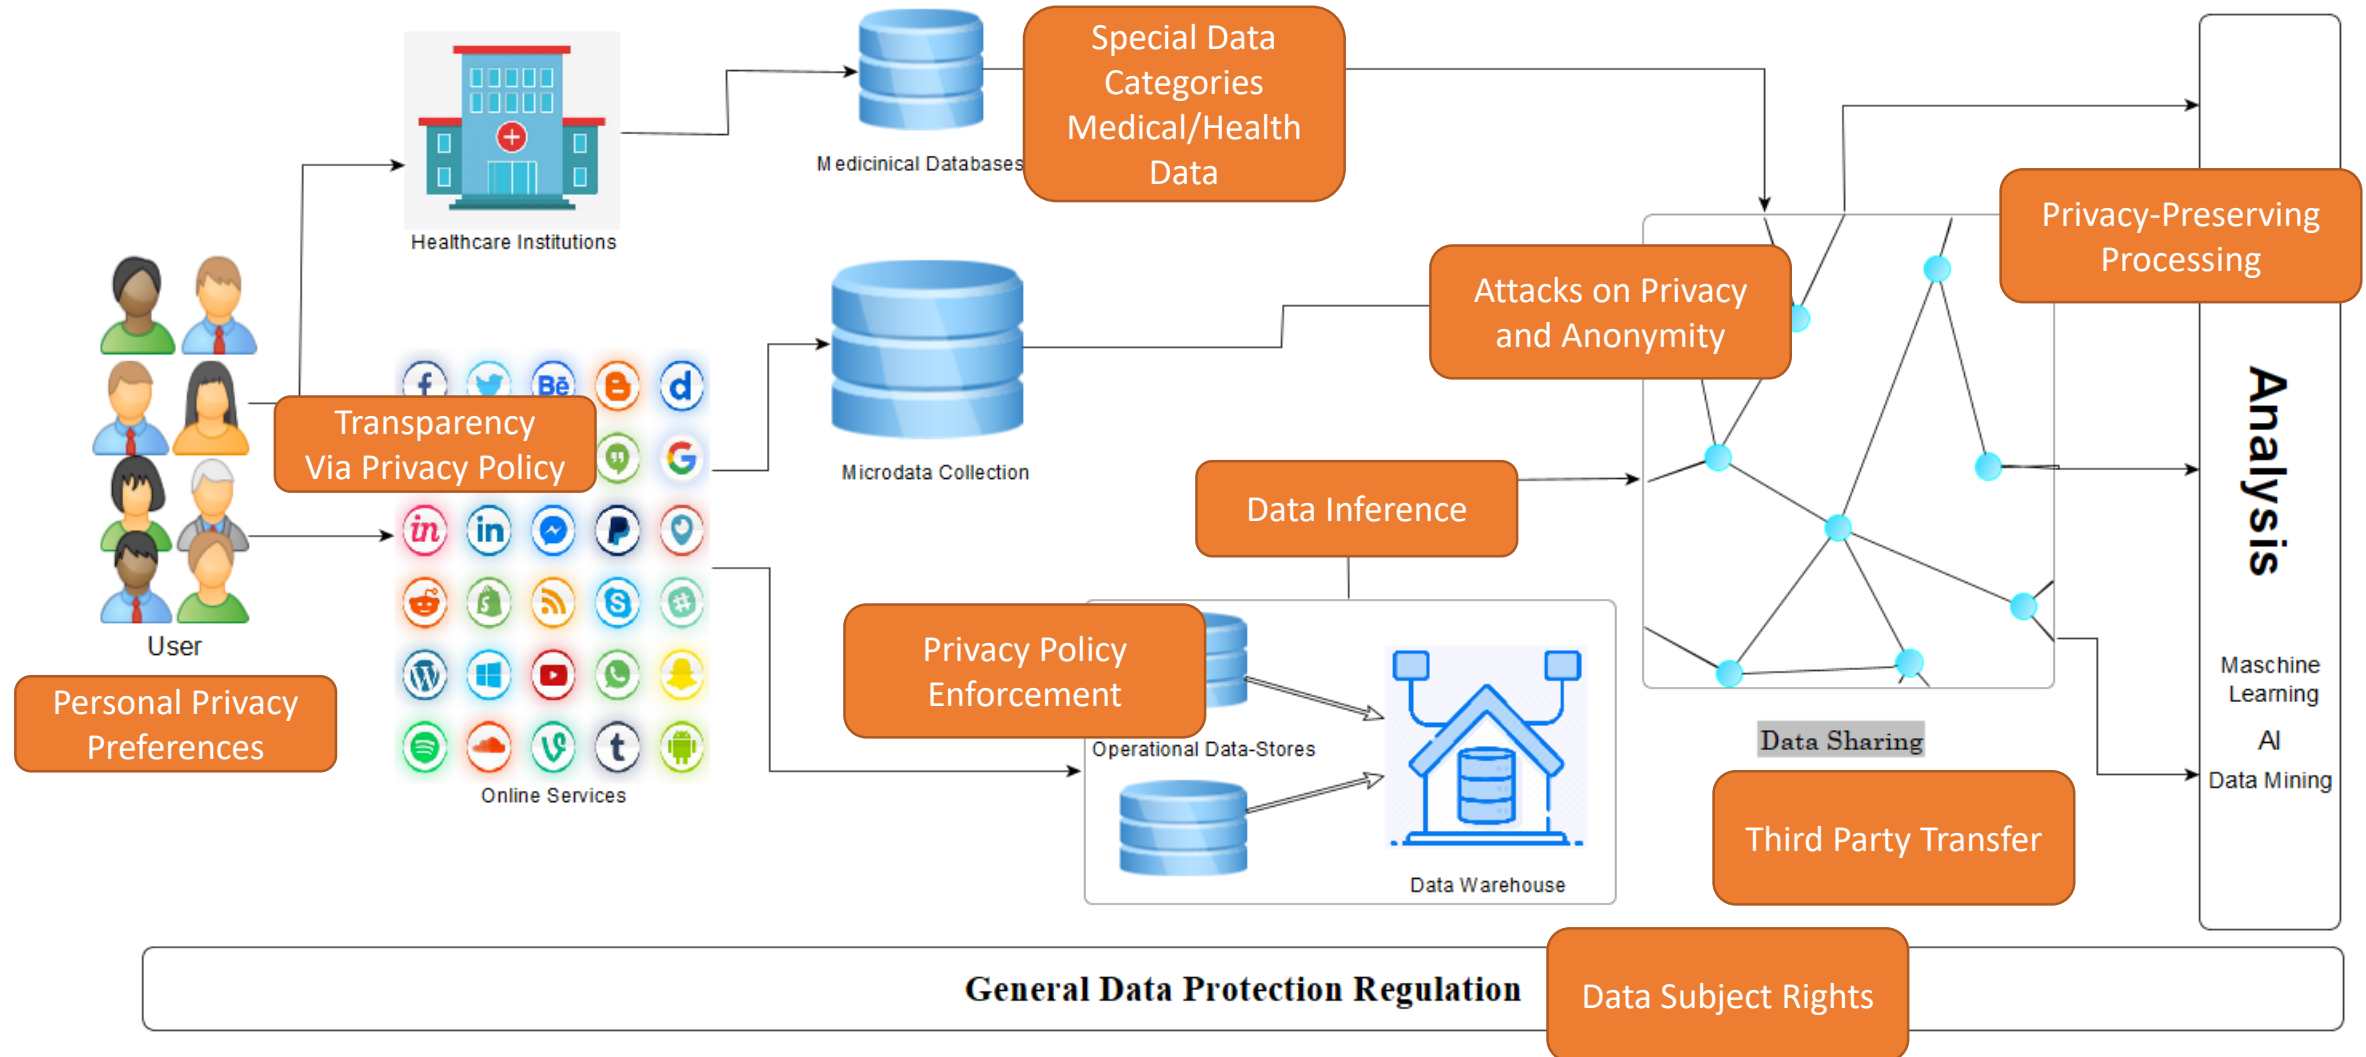 Special Data
Categories
Medical/Health
Data
Medicinical Databases
Healthcare Institutions
Privacy-Preserving
Processing
Attacks on Privacy
and Anonymity
f
Bē
B
d
Transparency
Via Privacy Policy
G
Microdata Collection
Analysis
Data Inference
in
in
P
S
S
User
Privacy Policy
Enforcement
Personal Privacy
Preferences
W
t
Operational Data-Stores
Online Services
Data Warehouse
Data Sharing
Maschine
Learning
AI
Data Mining
Third Party Transfer
General Data Protection Regulation
Data Subject Rights